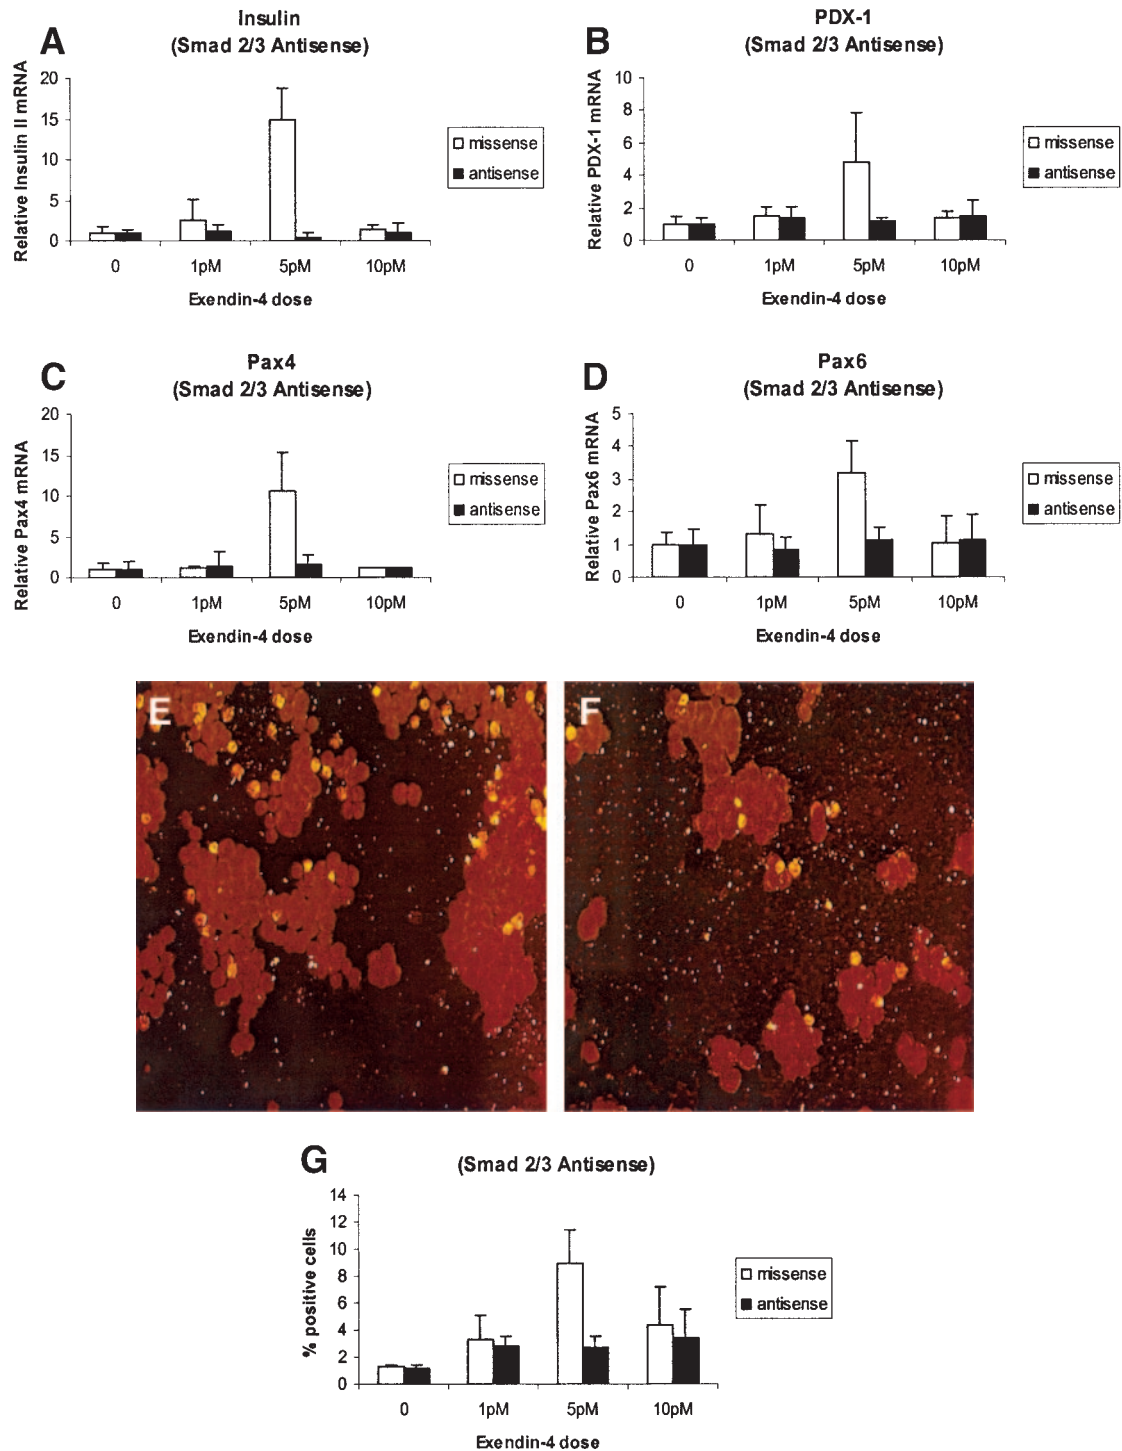 A
Insulin
(Smad 2/3 Antisense)
Relative Insulin II mRNA
20
15
10
5
0
0 1pM 5pM 10pM
Exendin-4 dose
missense
antisense
B
PDX-1
(Smad 2/3 Antisense)
Relative PDX-1 mRNA
10
8
6
4
2
0
0 1pM 5pM 10pM
Exendin-4 dose
missense
antisense
C
Pax4
(Smad 2/3 Antisense)
Relative Pax4 mRNA
20
15
10
5
0
0 1pM 5pM 10pM
Exendin-4 dose
missense
antisense
D
Pax6
(Smad 2/3 Antisense)
Relative Pax6 mRNA
5
4
3
2
1
0
0 1pM 5pM 10pM
Exendin-4 dose
missense
antisense
E
F
G
(Smad 2/3 Antisense)
% positive cells
14
12
10
8
6
4
2
0
0 1pM 5pM 10pM
Exendin-4 dose
missense
antisense